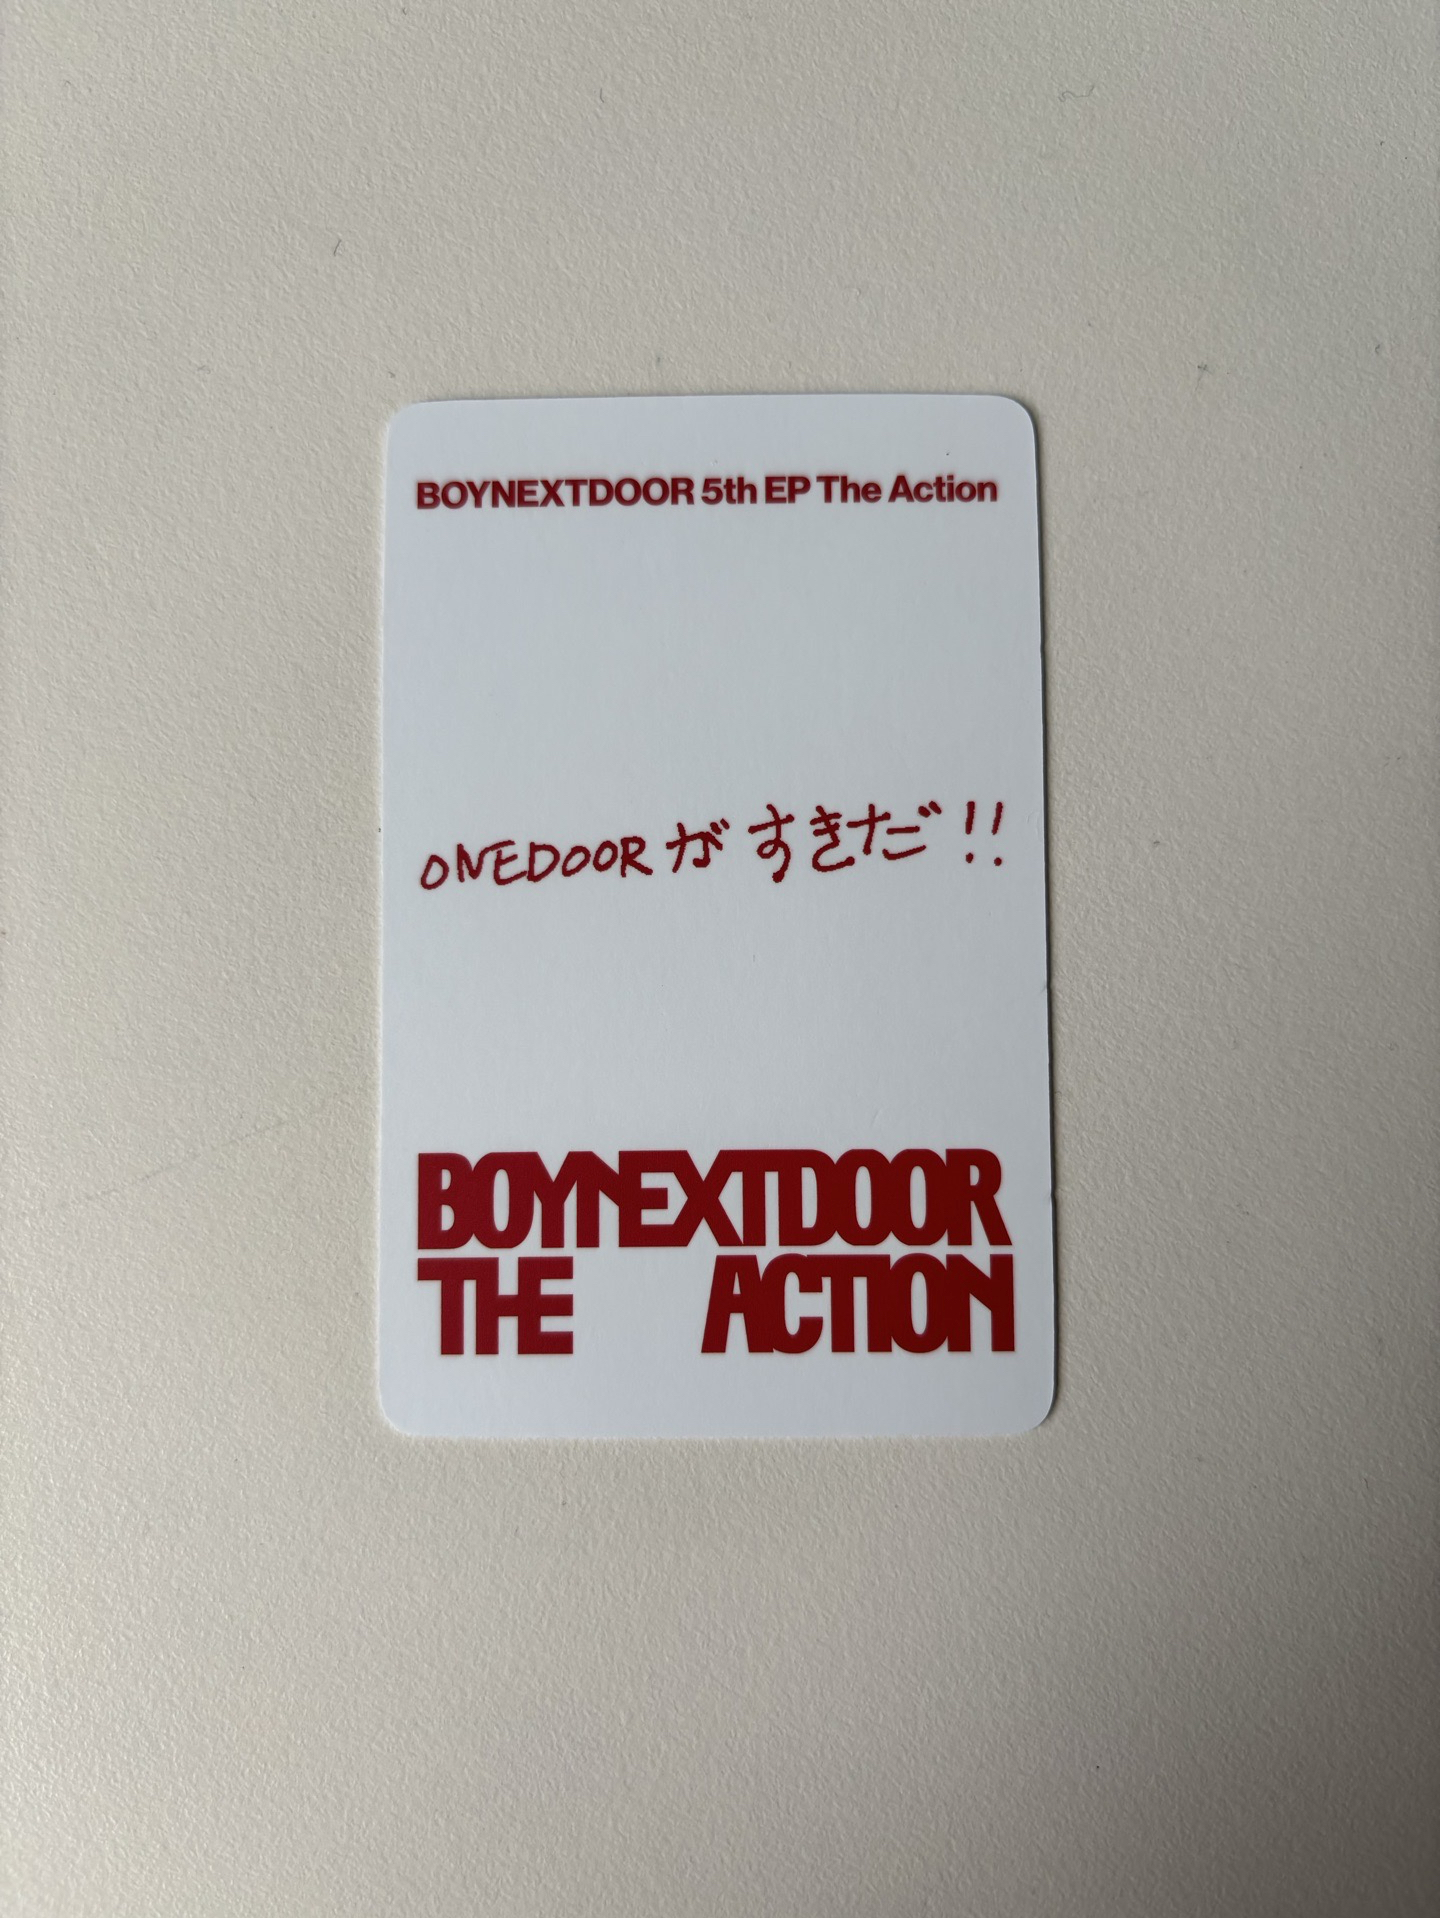 BOYNEXTDOOR 5th EP The Action
ONEDOORがすきだ!!
BOYNEXTDOOR
THE ACTION